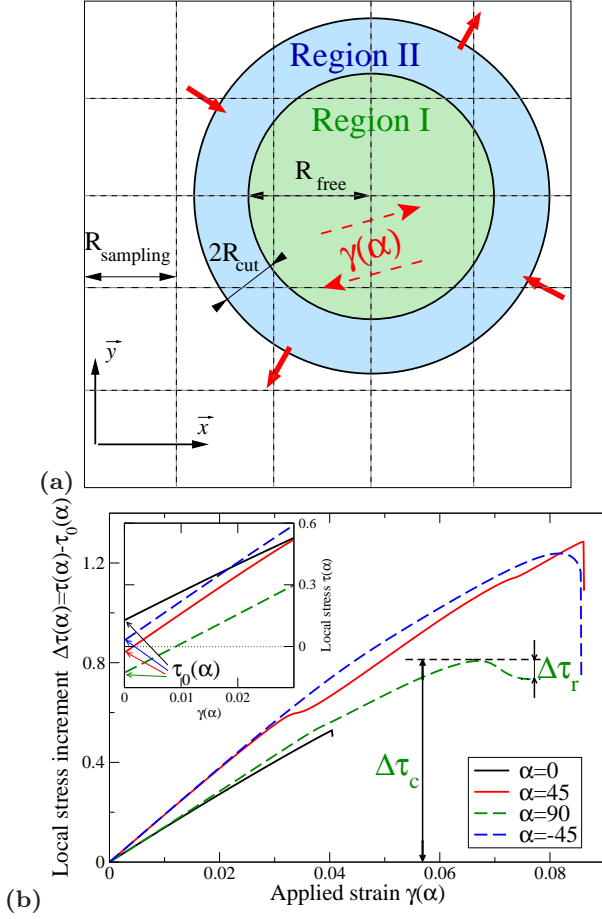 Region II
Region I
R_free
γ(α)
R_sampling
2R_cut
y
x
(a)
Local stress increment Δτ(α)=τ(α)-τ_0(α)
1.2
0.8
0.4
0
0 0.02 0.04 0.06 0.08
Applied strain γ(α)
0.6
0.3
0
Local stress τ(α)
0 0.01 0.02
γ(α)
τ_0(α)
Δτ_c
Δτ_r
α=0
α=45
α=90
α=-45
(b)